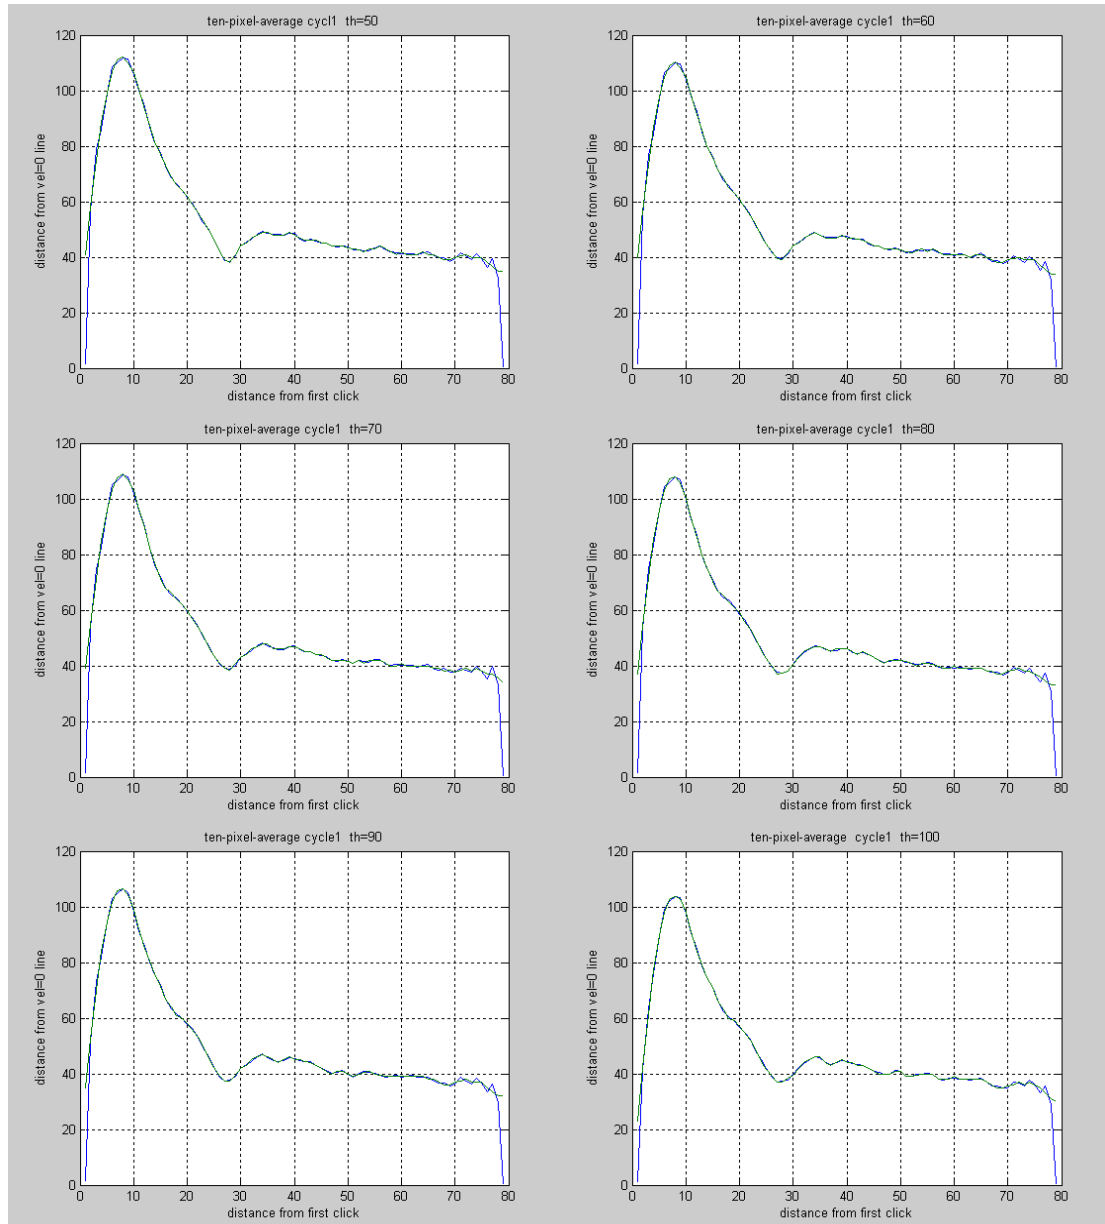 ten-pixel-average cycl1 th=50
120
100
80
60
40
20
0
distance from vel=0 line
0 10 20 30 40 50 60 70 80
distance from first click
ten-pixel-average cycle1 th=60
120
100
80
60
40
20
0
distance from vel=0 line
0 10 20 30 40 50 60 70 80
distance from first click
ten-pixel-average cycle1 th=70
120
100
80
60
40
20
0
distance from vel=0 line
0 10 20 30 40 50 60 70 80
distance from first click
ten-pixel-average cycle1 th=80
120
100
80
60
40
20
0
distance from vel=0 line
0 10 20 30 40 50 60 70 80
distance from first click
ten-pixel-average cycle1 th=90
120
100
80
60
40
20
0
distance from vel=0 line
0 10 20 30 40 50 60 70 80
distance from first click
ten-pixel-average cycle1 th=100
120
100
80
60
40
20
0
distance from vel=0 line
0 10 20 30 40 50 60 70 80
distance from first click